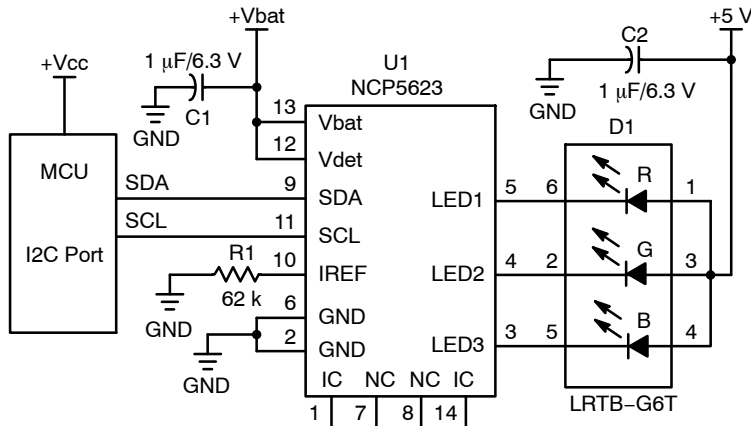 +Vbat
+5 V
C2
+Vcc
1 μF/6.3 V
U1
NCP5623
GND
C1
GND
1 μF/6.3 V
13
Vbat
D1
12
Vdet
MCU
SDA
9
SDA
LED1
5
6
R
1
SCL
11
SCL
I2C Port
R1
10
IREF
LED2
4
2
G
3
62 k
GND
6
GND
2
GND
LED3
3
5
B
4
GND
IC
NC
NC
IC
1
7
8
14
LRTB−G6T